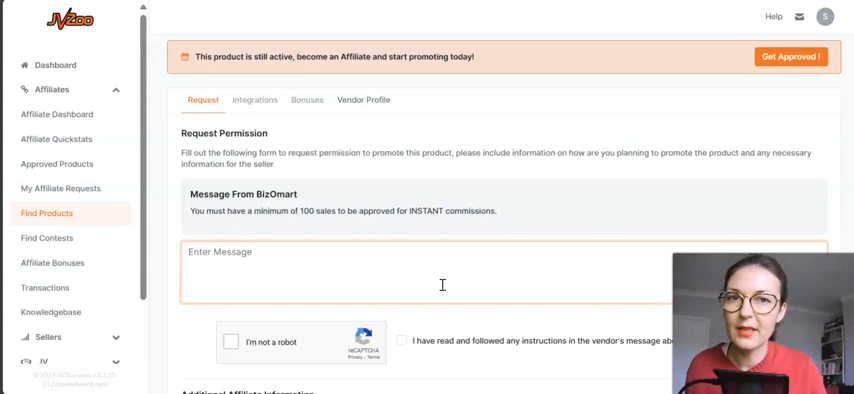 JVZoo
Help
S
This product is still active, become an Affiliate and start promoting today!
Get Approved !
Dashboard
Affiliates
Affiliate Dashboard
Affiliate Quickstats
Approved Products
My Affiliate Requests
Find Products
Find Contests
Affiliate Bonuses
Transactions
Knowledgebase
Sellers
JV
Request
Integrations
Bonuses
Vendor Profile
Request Permission
Fill out the following form to request permission to promote this product, please include information on how are you planning to promote the product and any necessary
information for the seller
Message From BizOmart
You must have a minimum of 100 sales to be approved for INSTANT commissions.
Enter Message
I'm not a robot
reCAPTCHA
Privacy - Terms
I have read and followed any instructions in the vendor's message
Additional Affiliate Information